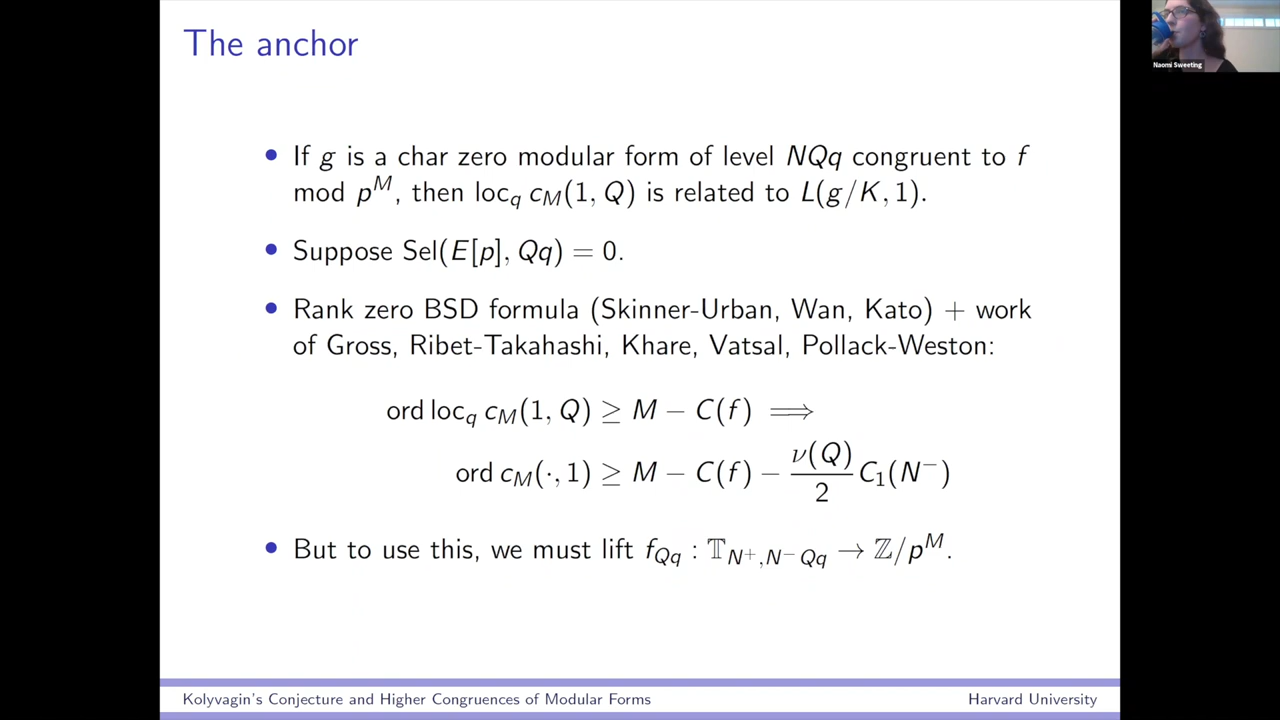 The anchor
Naomi Sweeting
• If g is a char zero modular form of level NQq congruent to f
mod p^M, then loc_q c_M(1, Q) is related to L(g/K, 1).
• Suppose Sel(E[p], Qq) = 0.
• Rank zero BSD formula (Skinner-Urban, Wan, Kato) + work
of Gross, Ribet-Takahashi, Khare, Vatsal, Pollack-Weston:
ord loc_q c_M(1, Q) ≥ M − C(f) ⟹
ord c_M(·, 1) ≥ M − C(f) − ν(Q)/2 C_1(N^−)
• But to use this, we must lift f_{Qq} : 𝕋_{N^+,N^−Qq} → ℤ/p^M.
Kolyvagin's Conjecture and Higher Congruences of Modular Forms
Harvard University